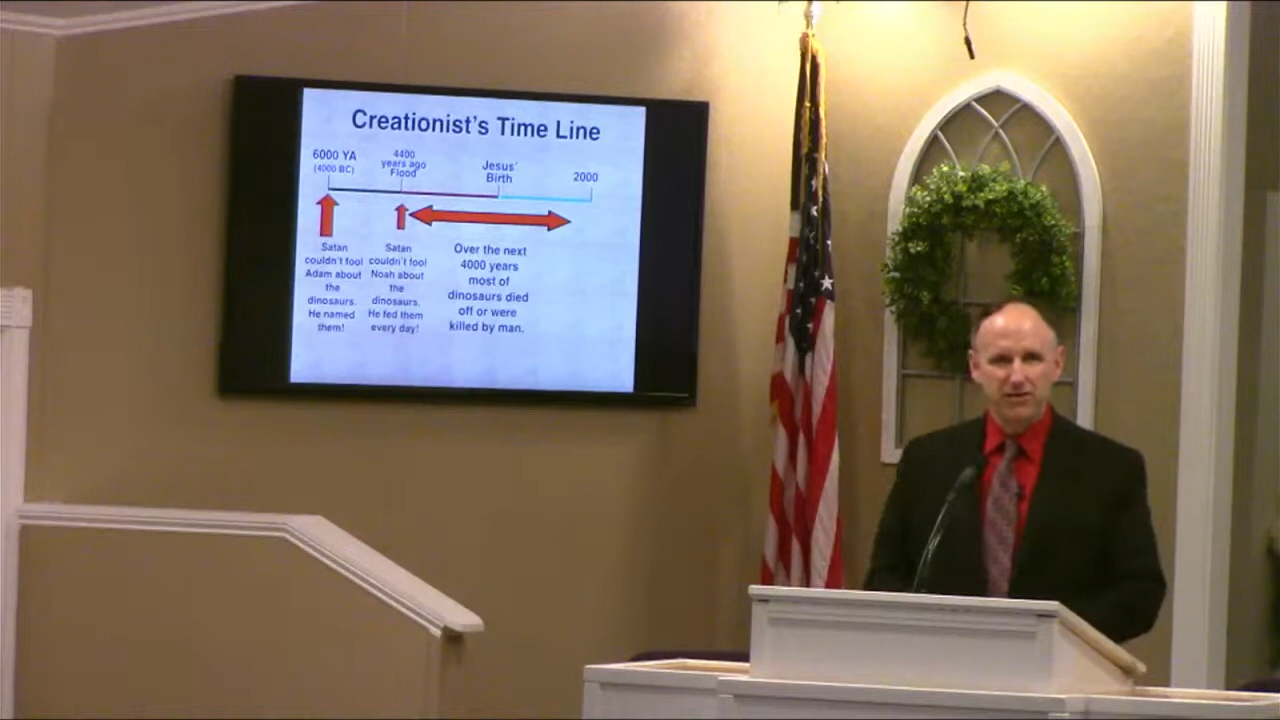 Creationist's Time Line
6000 YA
(4000 BC)
4400
years ago
Flood
Jesus'
Birth
2000
Satan
couldn't fool
Adam about
the
dinosaurs.
He named
them!
Satan
couldn't fool
Noah about
the
dinosaurs.
He fed them
every day!
Over the next
4000 years
most of
dinosaurs died
off or were
killed by man.